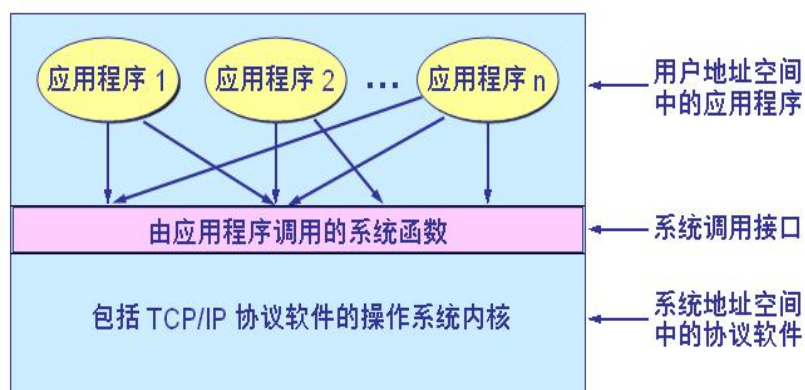 应用程序 1
应用程序 2
…
应用程序 n
用户地址空间
中的应用程序
由应用程序调用的系统函数
系统调用接口
包括 TCP/IP 协议软件的操作系统内核
系统地址空间
中的协议软件